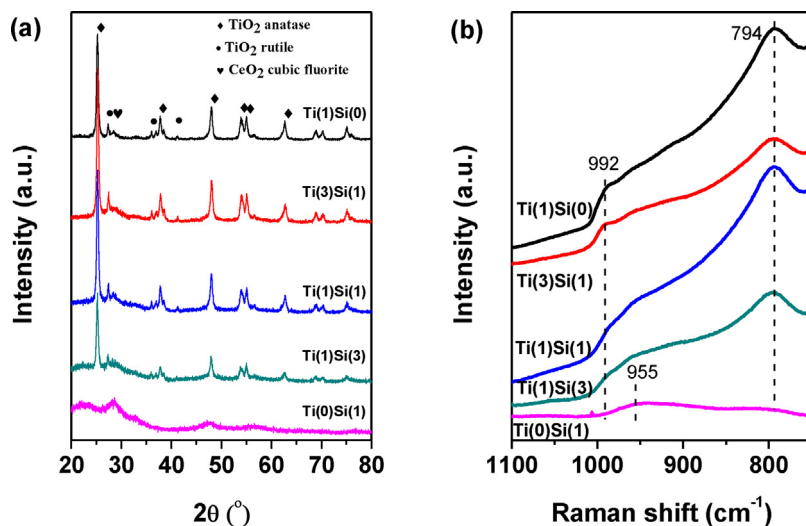 (a)
♦ TiO2 anatase
• TiO2 rutile
♥ CeO2 cubic fluorite
Ti(1)Si(0)
Ti(3)Si(1)
Ti(1)Si(1)
Ti(1)Si(3)
Ti(0)Si(1)
Intensity (a.u.)
20 30 40 50 60 70 80
2θ (°)
(b)
794
992
Ti(1)Si(0)
Ti(3)Si(1)
Ti(1)Si(1)
Ti(1)Si(3)
955
Ti(0)Si(1)
Intensity (a.u.)
1100 1000 900 800
Raman shift (cm-1)